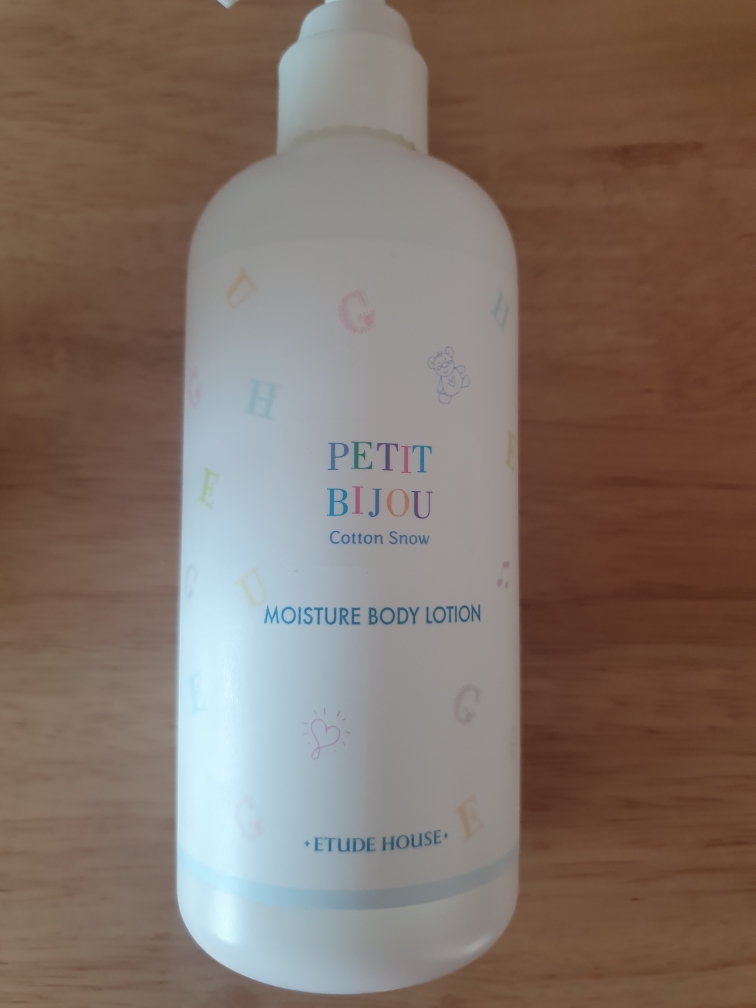 U G H
G H
E E
U
PETIT
BIJOU
Cotton Snow
MOISTURE BODY LOTION
E G
G E
•ETUDE HOUSE•